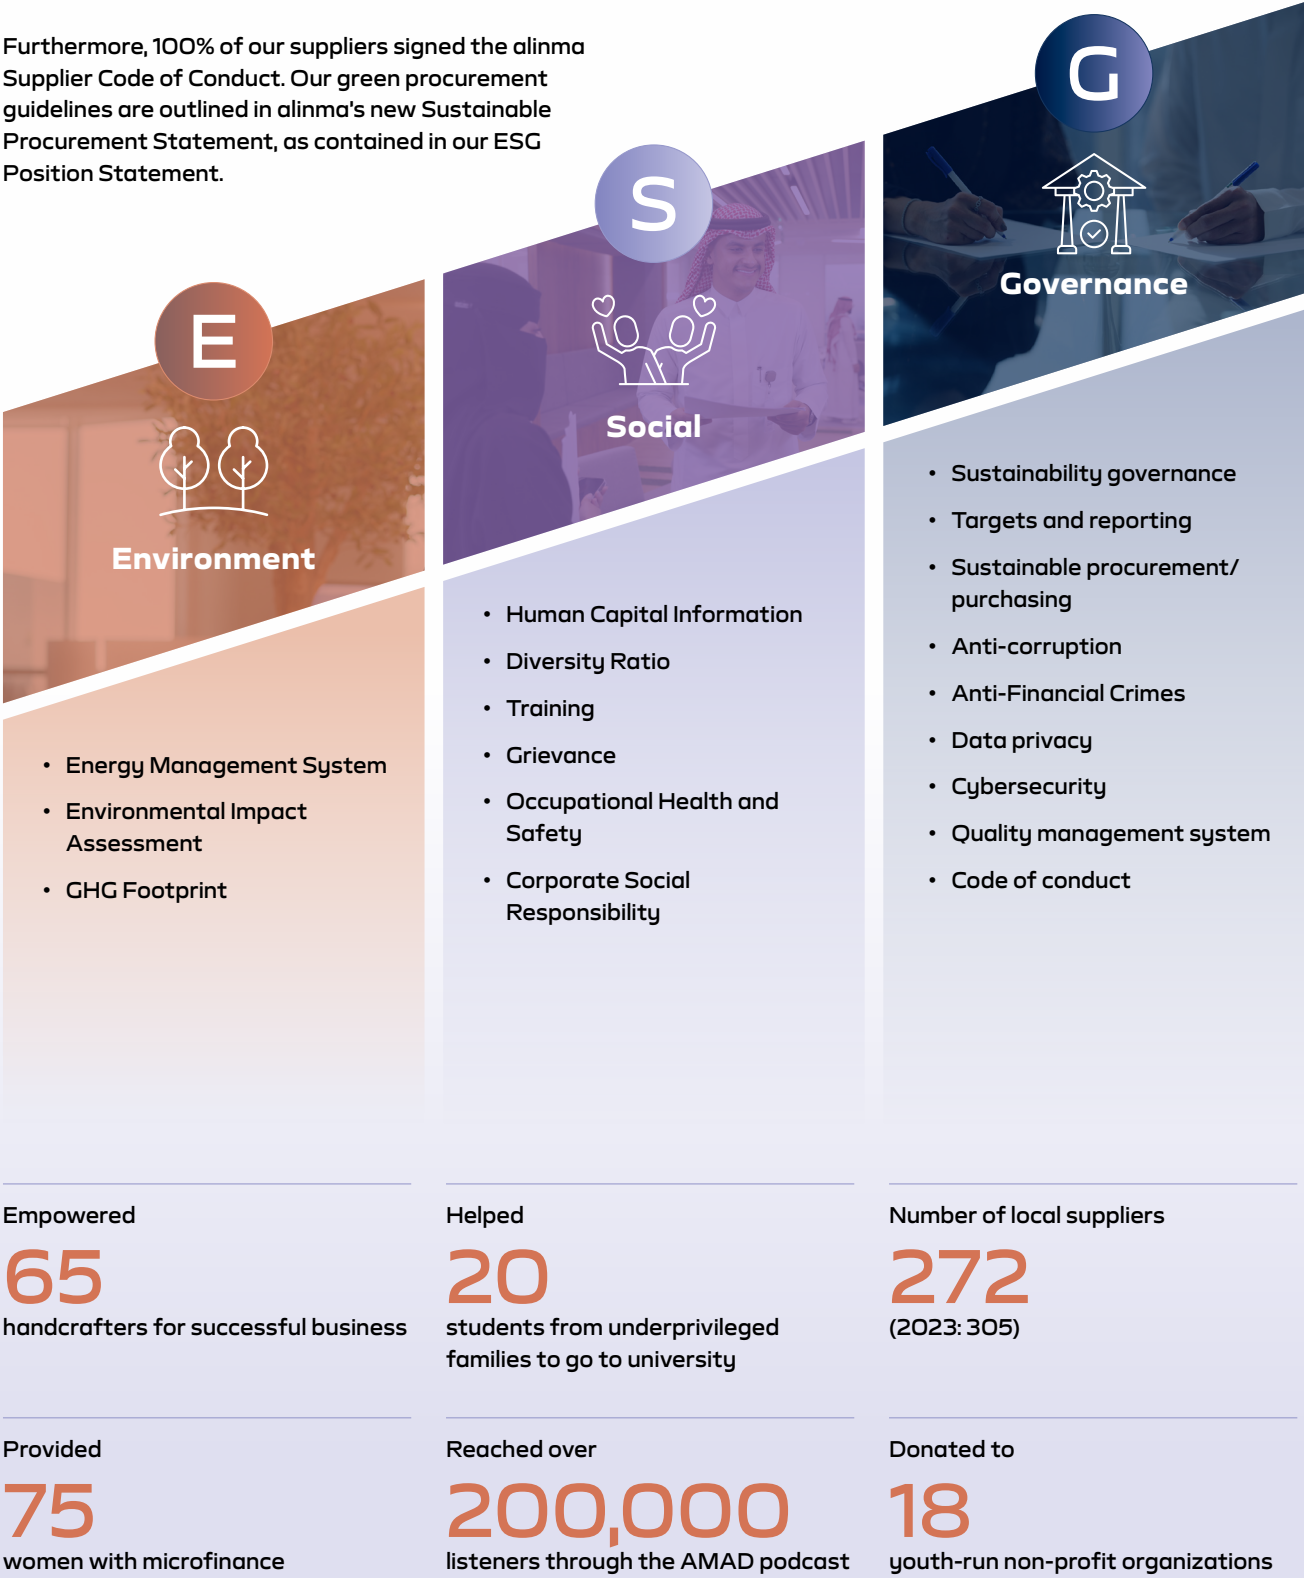 Furthermore, 100% of our suppliers signed the alinma
Supplier Code of Conduct. Our green procurement
guidelines are outlined in alinma's new Sustainable
Procurement Statement, as contained in our ESG
Position Statement.
E
Environment
• Energy Management System
• Environmental Impact
Assessment
• GHG Footprint
S
Social
• Human Capital Information
• Diversity Ratio
• Training
• Grievance
• Occupational Health and
Safety
• Corporate Social
Responsibility
G
Governance
• Sustainability governance
• Targets and reporting
• Sustainable procurement/
purchasing
• Anti-corruption
• Anti-Financial Crimes
• Data privacy
• Cybersecurity
• Quality management system
• Code of conduct
Empowered
65
handcrafters for successful business
Helped
20
students from underprivileged
families to go to university
Number of local suppliers
272
(2023: 305)
Provided
75
women with microfinance
Reached over
200,000
listeners through the AMAD podcast
Donated to
18
youth-run non-profit organizations